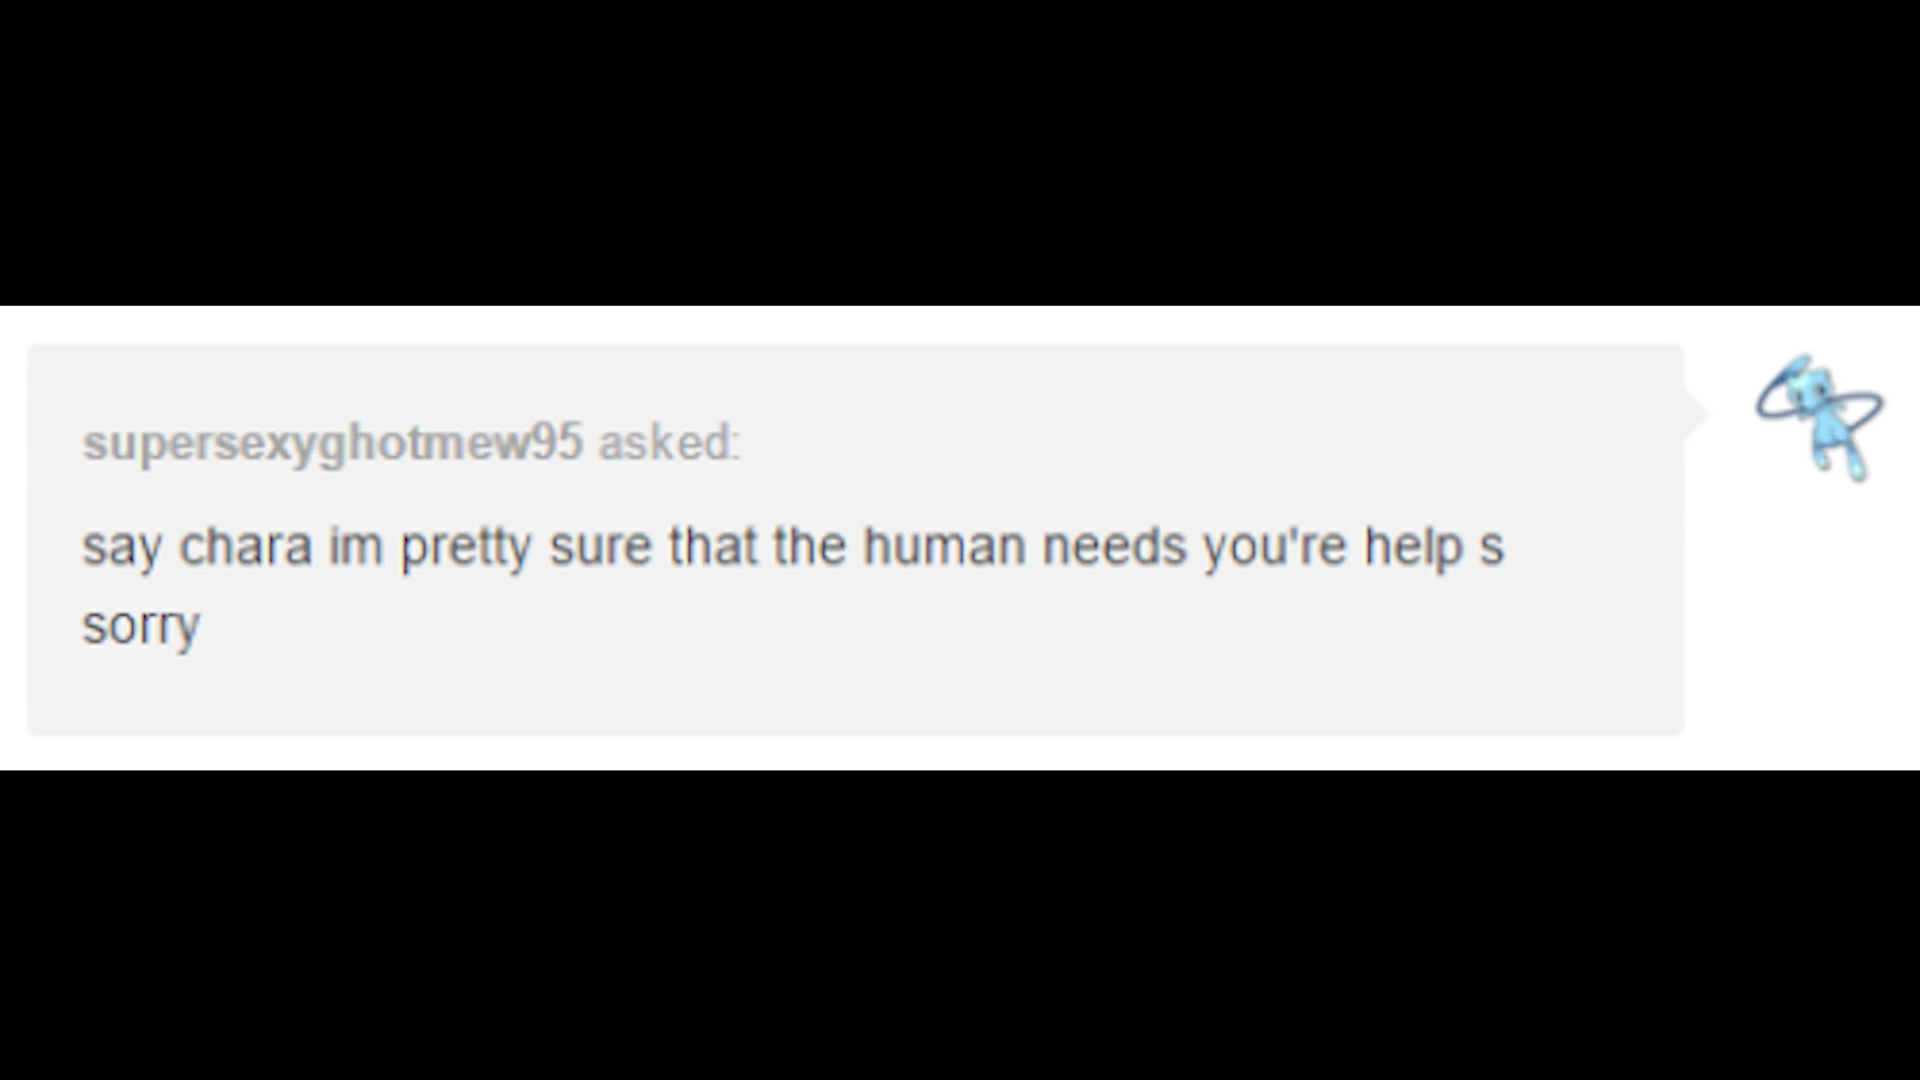 supersexyghotmew95 asked:
say chara im pretty sure that the human needs you're help s
sorry